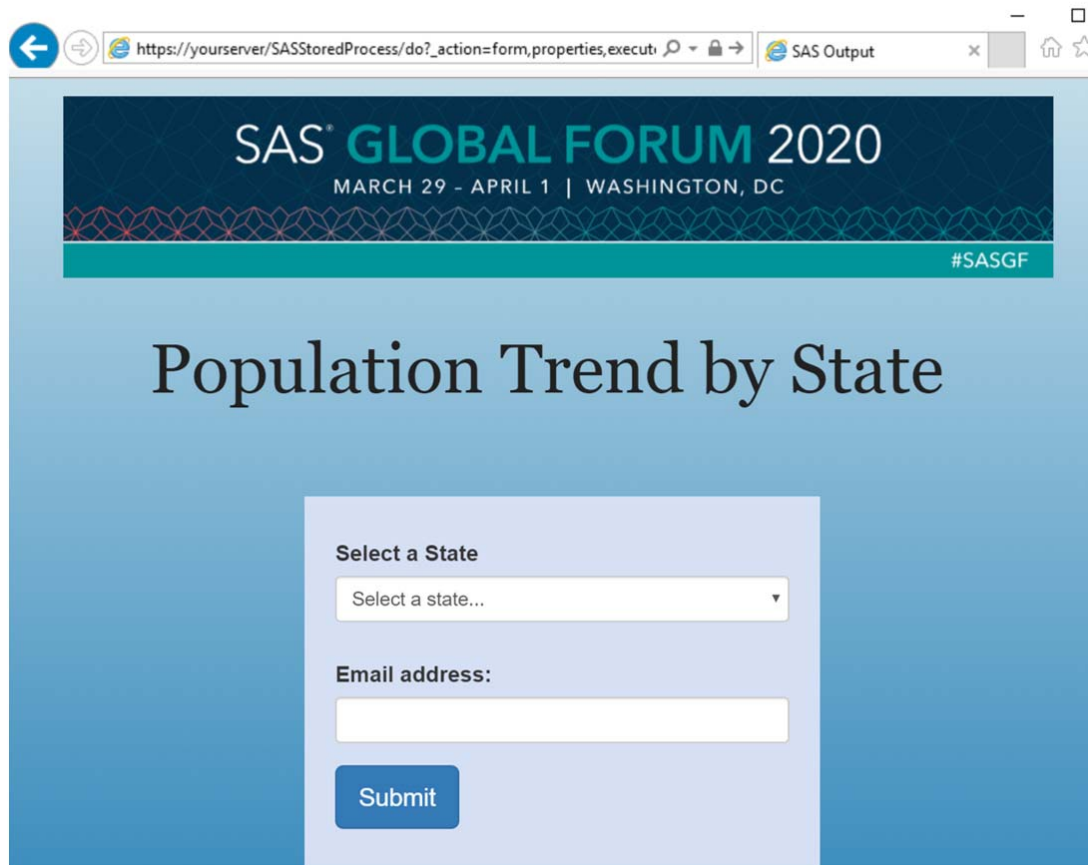 https://yourserver/SASStoredProcess/do?_action=form,properties,execut
SAS Output
SAS® GLOBAL FORUM 2020
MARCH 29 - APRIL 1 | WASHINGTON, DC
#SASGF
Population Trend by State
Select a State
Select a state...
Email address:
Submit